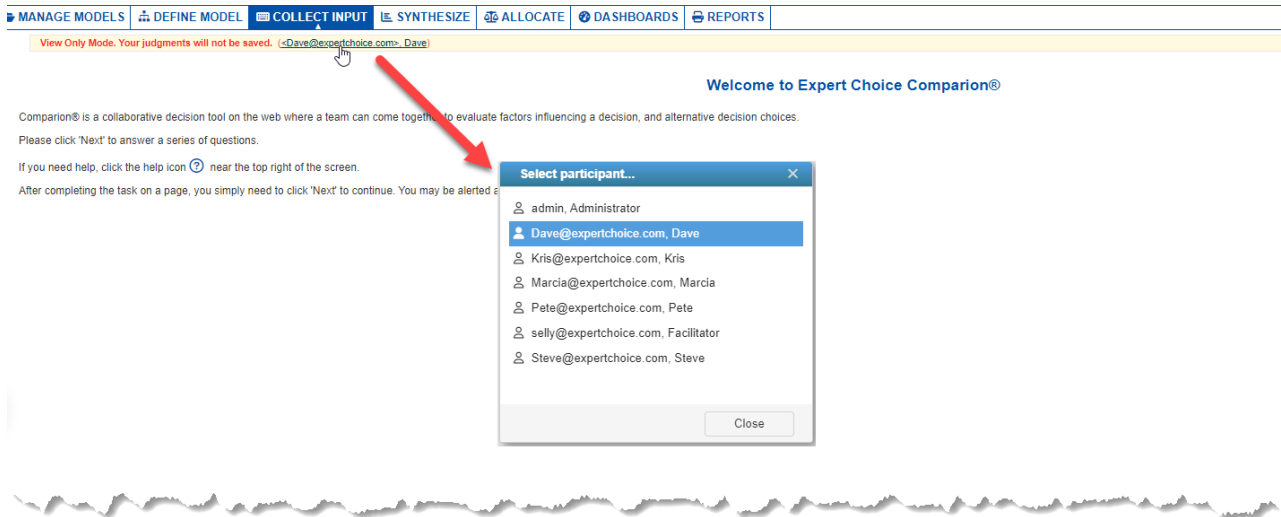 MANAGE MODELS DEFINE MODEL COLLECT INPUT SYNTHESIZE ALLOCATE DASHBOARDS REPORTS
View Only Mode. Your judgments will not be saved. (<Dave@expertchoice.com>, Dave)
Welcome to Expert Choice Comparion®
Comparion® is a collaborative decision tool on the web where a team can come together to evaluate factors influencing a decision, and alternative decision choices.
Please click 'Next' to answer a series of questions.
If you need help, click the help icon ? near the top right of the screen.
After completing the task on a page, you simply need to click 'Next' to continue. You may be alerted a
Select participant...
admin, Administrator
Dave@expertchoice.com, Dave
Kris@expertchoice.com, Kris
Marcia@expertchoice.com, Marcia
Pete@expertchoice.com, Pete
selly@expertchoice.com, Facilitator
Steve@expertchoice.com, Steve
Close